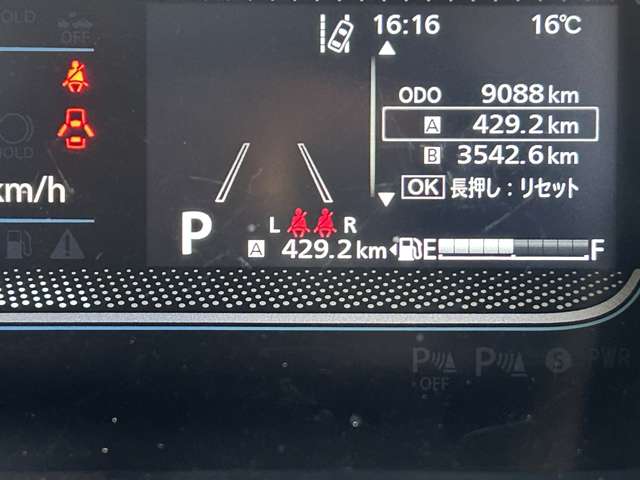 HOLD
OFF
16:16 16℃
ODO 9088 km
A 429.2 km
B 3542.6 km
OK 長押し：リセット
HOLD
km/h
P
L R
A 429.2 km E F
P P S PWR
OFF